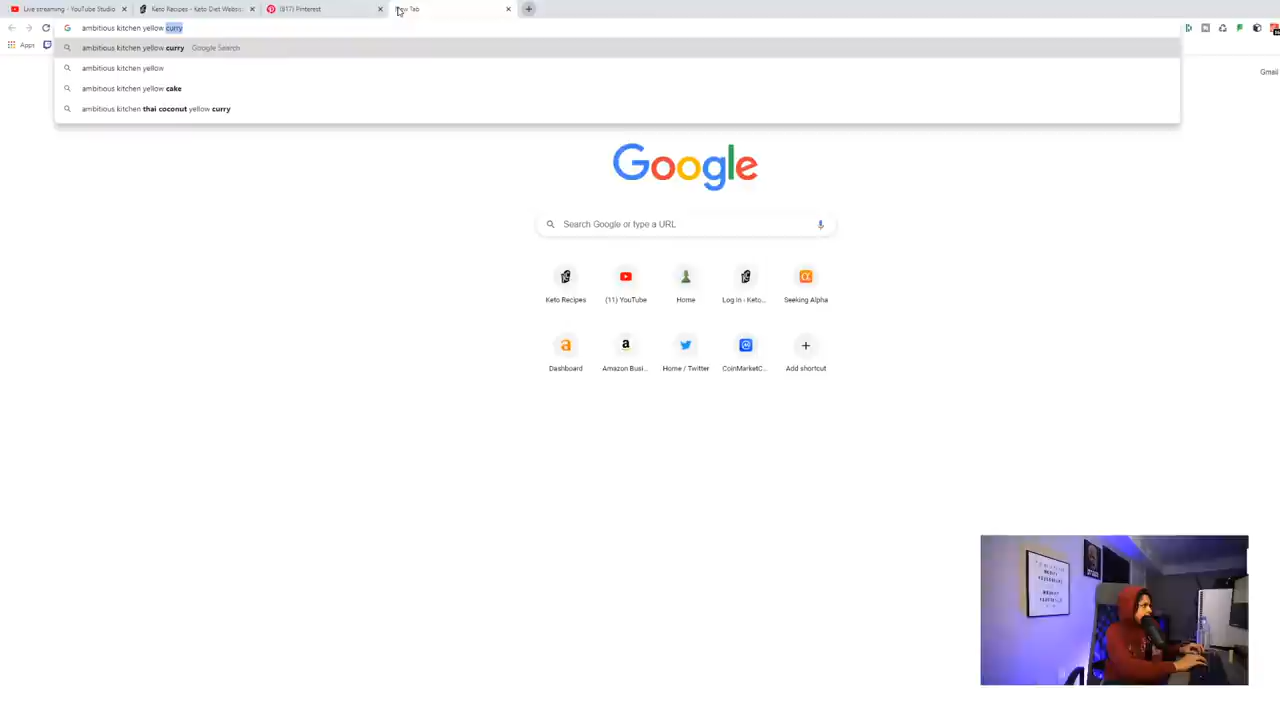 Live streaming - YouTube Studio
Keto Recipes - Keto Diet Websi
(917) Pinterest
Tab
ambitious kitchen yellow curry
Apps
ambitious kitchen yellow curry Google Search
ambitious kitchen yellow
ambitious kitchen yellow cake
ambitious kitchen thai coconut yellow curry
Gmail
Google
Search Google or type a URL
Keto Recipes
(11) YouTube
Home
Log In ‹ Keto...
Seeking Alpha
Dashboard
Amazon Busi...
Home / Twitter
CoinMarketC...
Add shortcut